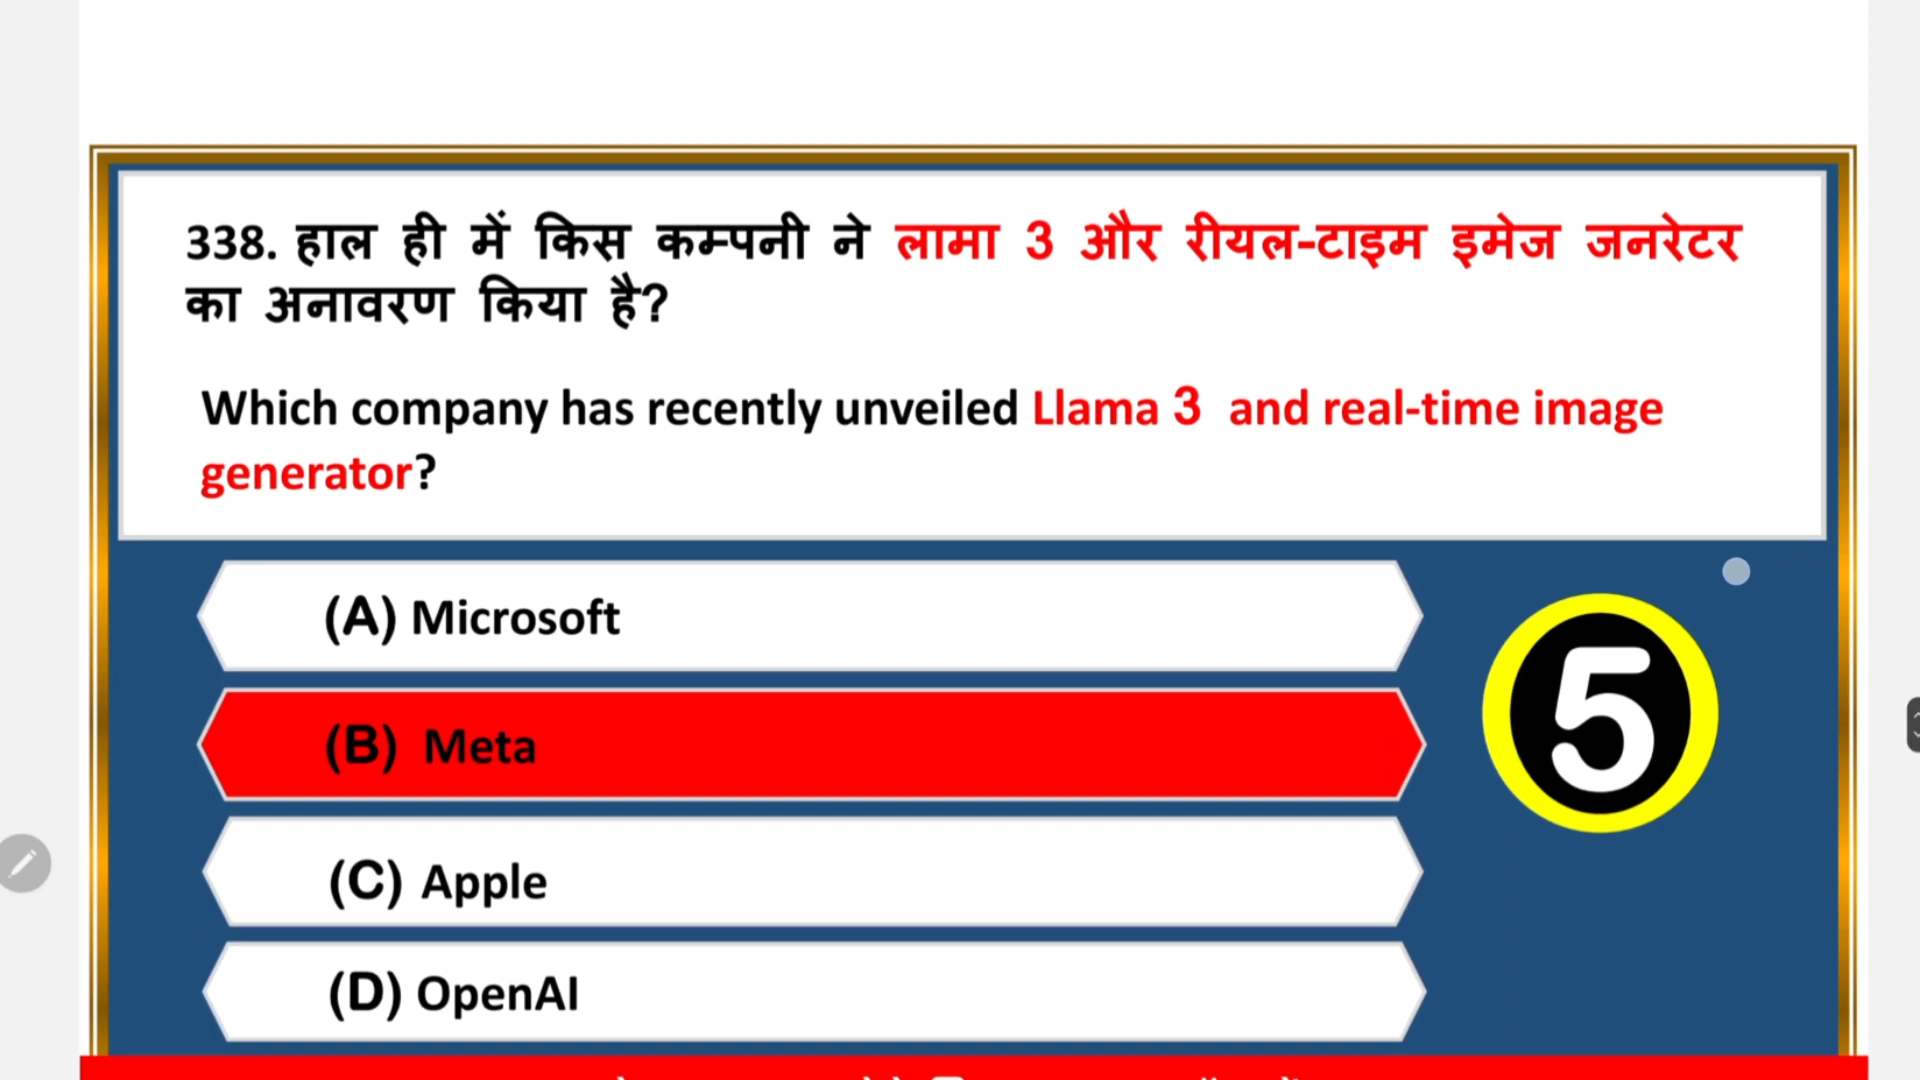 338. हाल ही में किस कम्पनी ने लामा 3 और रीयल-टाइम इमेज जनरेटर
का अनावरण किया है?
Which company has recently unveiled Llama 3 and real-time image
generator?
(A) Microsoft
(B) Meta
5
(C) Apple
(D) OpenAI